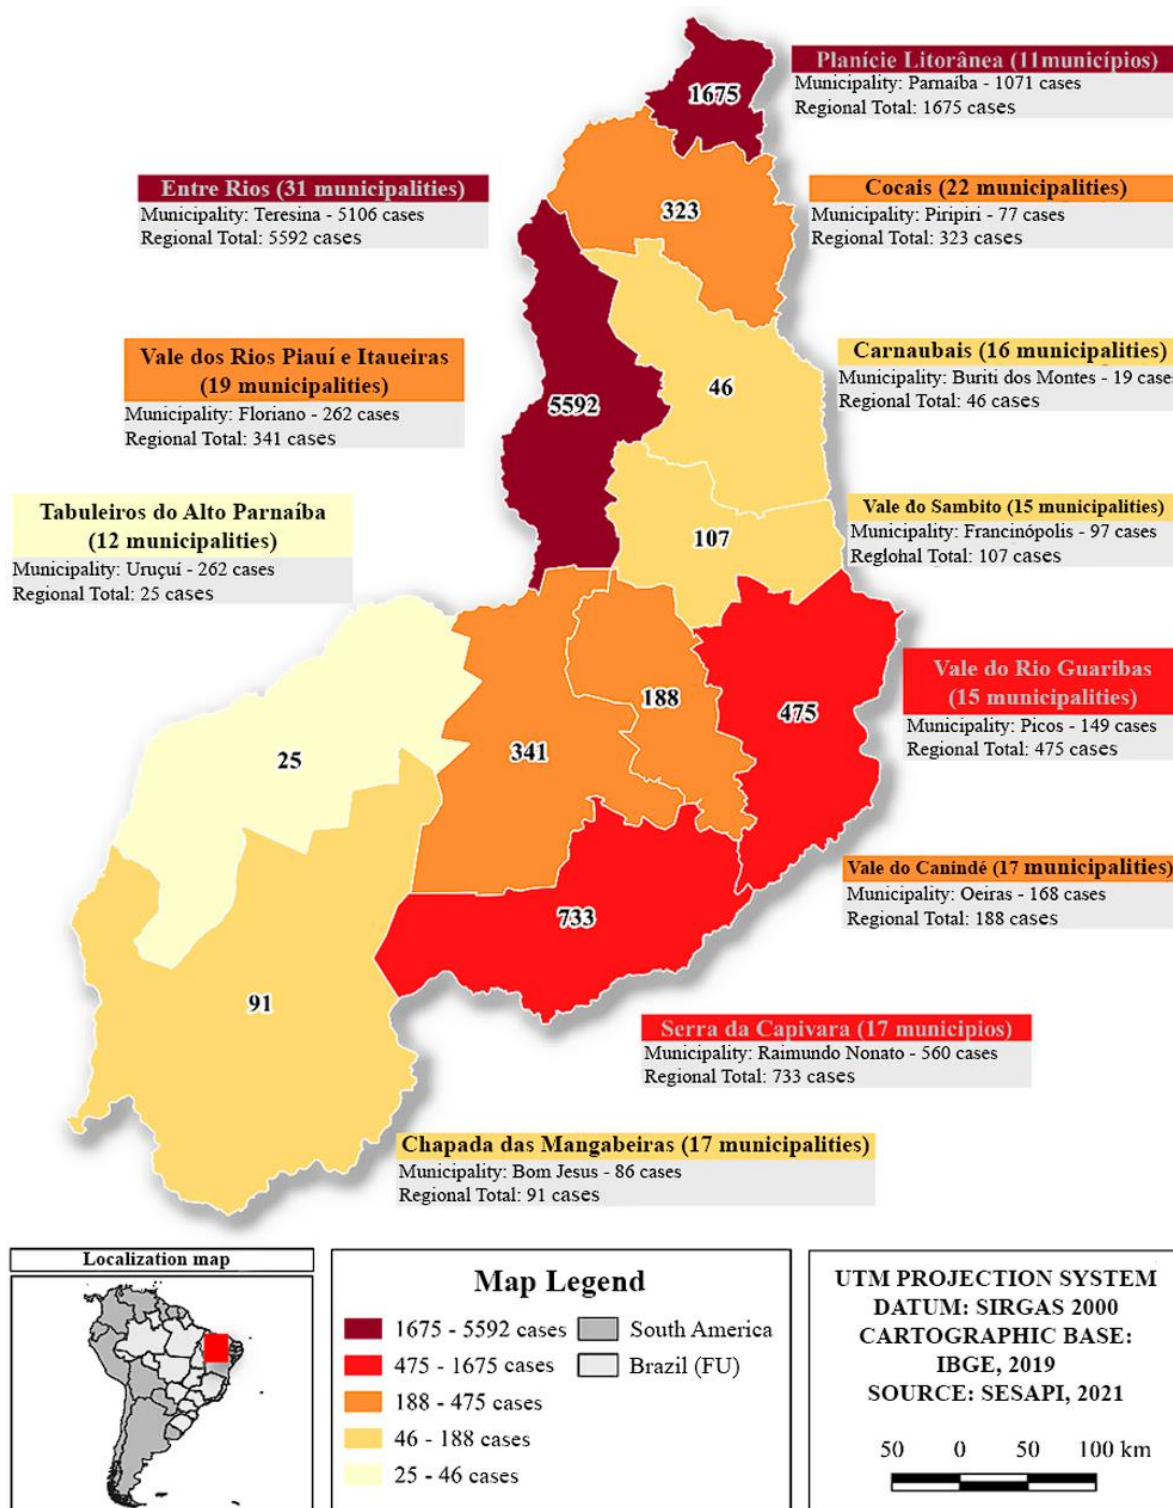 Planície Litorânea (11municípios)
Municipality: Parnaíba - 1071 cases
Regional Total: 1675 cases
1675
Entre Rios (31 municipalities)
Municipality: Teresina - 5106 cases
Regional Total: 5592 cases
Cocais (22 municipalities)
Municipality: Piripiri - 77 cases
Regional Total: 323 cases
323
Vale dos Rios Piauí e Itaueiras
(19 municipalities)
Municipality: Floriano - 262 cases
Regional Total: 341 cases
Carnaubais (16 municipalities)
Municipality: Buriti dos Montes - 19 case
Regional Total: 46 cases
46
5592
Tabuleiros do Alto Parnaíba
(12 municipalities)
Municipality: Uruçuí - 262 cases
Regional Total: 25 cases
Vale do Sambito (15 municipalities)
Municipality: Francinópolis - 97 cases
Reglohal Total: 107 cases
107
Vale do Rio Guaribas
(15 municipalities)
Municipality: Picos - 149 cases
Regional Total: 475 cases
188
475
341
25
Vale do Canindé (17 municipalities)
Municipality: Oeiras - 168 cases
Regional Total: 188 cases
733
91
Serra da Capivara (17 municipios)
Municipality: Raimundo Nonato - 560 cases
Regional Total: 733 cases
Chapada das Mangabeiras (17 municipalities)
Municipality: Bom Jesus - 86 cases
Regional Total: 91 cases
Localization map
Map Legend
1675 - 5592 cases
475 - 1675 cases
188 - 475 cases
46 - 188 cases
25 - 46 cases
South America
Brazil (FU)
UTM PROJECTION SYSTEM
DATUM: SIRGAS 2000
CARTOGRAPHIC BASE:
IBGE, 2019
SOURCE: SESAPI, 2021
50 0 50 100 km